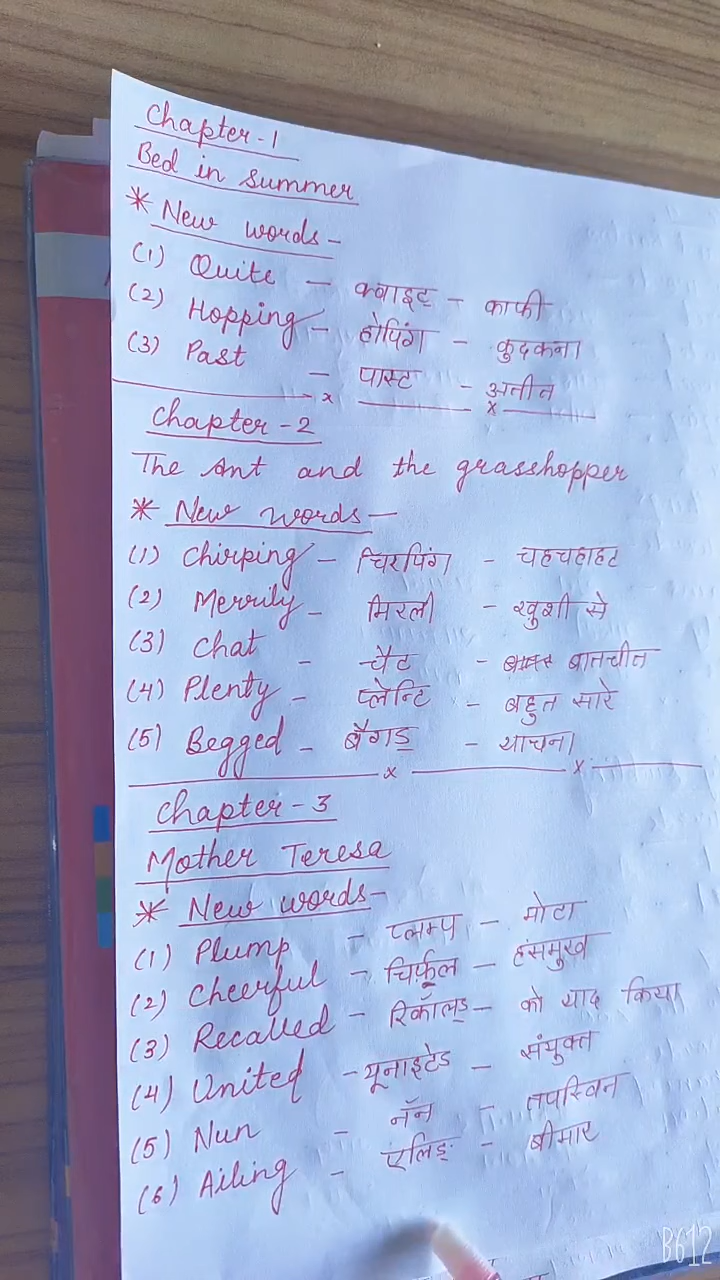 Chapter-1
Bed in summer
* New words-
(1) Quite - क्वाइट् - काफी
(2) Hopping - होपिंग - कुदकना
(3) Past - पास्ट - अतीत
Chapter-2
The Ant and the grasshopper
* New words-
(1) Chirping - चिरपिंग - चहचहाहट
(2) Merrily - मिरली - खुशी से
(3) Chat - चैट - बातचीत
(4) Plenty - प्लेन्टि - बहुत सारे
(5) Begged - बैगड् - याचना
Chapter-3
Mother Teresa
* New words-
(1) Plump - प्लम्प - मोटा
(2) Cheerful - चिर्फूल - हंसमुख
(3) Recalled - रिकॉल्ड् - को याद किया
(4) United - यूनाइटेड - संयुक्त
(5) Nun - नॅन - तपस्विन
(6) Ailing - एलिङ् - बीमार
B612